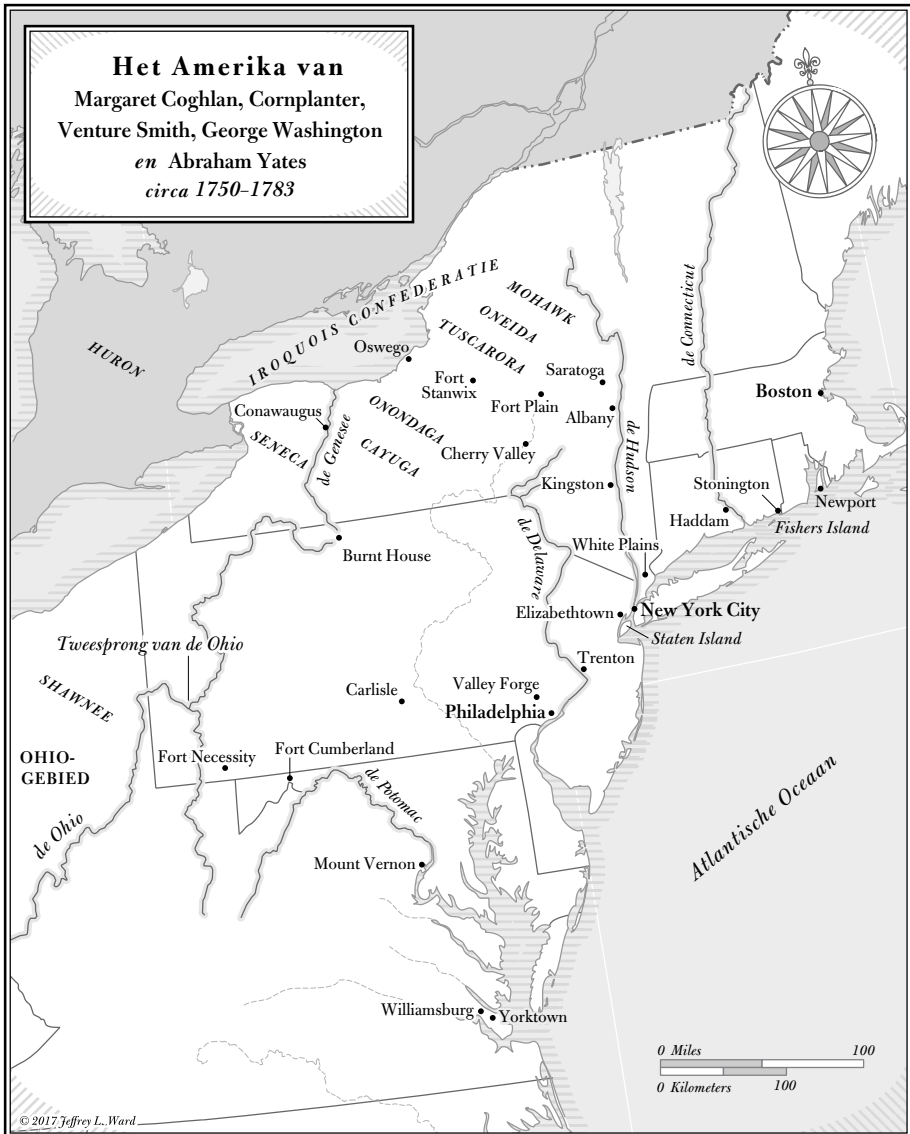 Het Amerika van
Margaret Coghlan, Cornplanter,
Venture Smith, George Washington
en Abraham Yates
circa 1750–1783
HURON
IROQUOIS CONFEDERATIE
MOHAWK
ONEIDA
TUSCARORA
Oswego
Fort
Stanwix
Saratoga
Fort Plain
Albany
de Connecticut
Boston
Conawaugus
SENECA
de Genesee
ONONDAGA
CAYUGA
Cherry Valley
de Hudson
Kingston
Stonington
Newport
Haddam
Fishers Island
Burnt House
de Delaware
White Plains
Elizabethtown
New York City
Staten Island
Tweesprong van de Ohio
Trenton
SHAWNEE
Carlisle
Valley Forge
Philadelphia
OHIO-
GEBIED
Fort Necessity
Fort Cumberland
de Potomac
de Ohio
Mount Vernon
Atlantische Oceaan
Williamsburg
Yorktown
0 Miles 100
0 Kilometers 100
© 2017 Jeffrey L. Ward